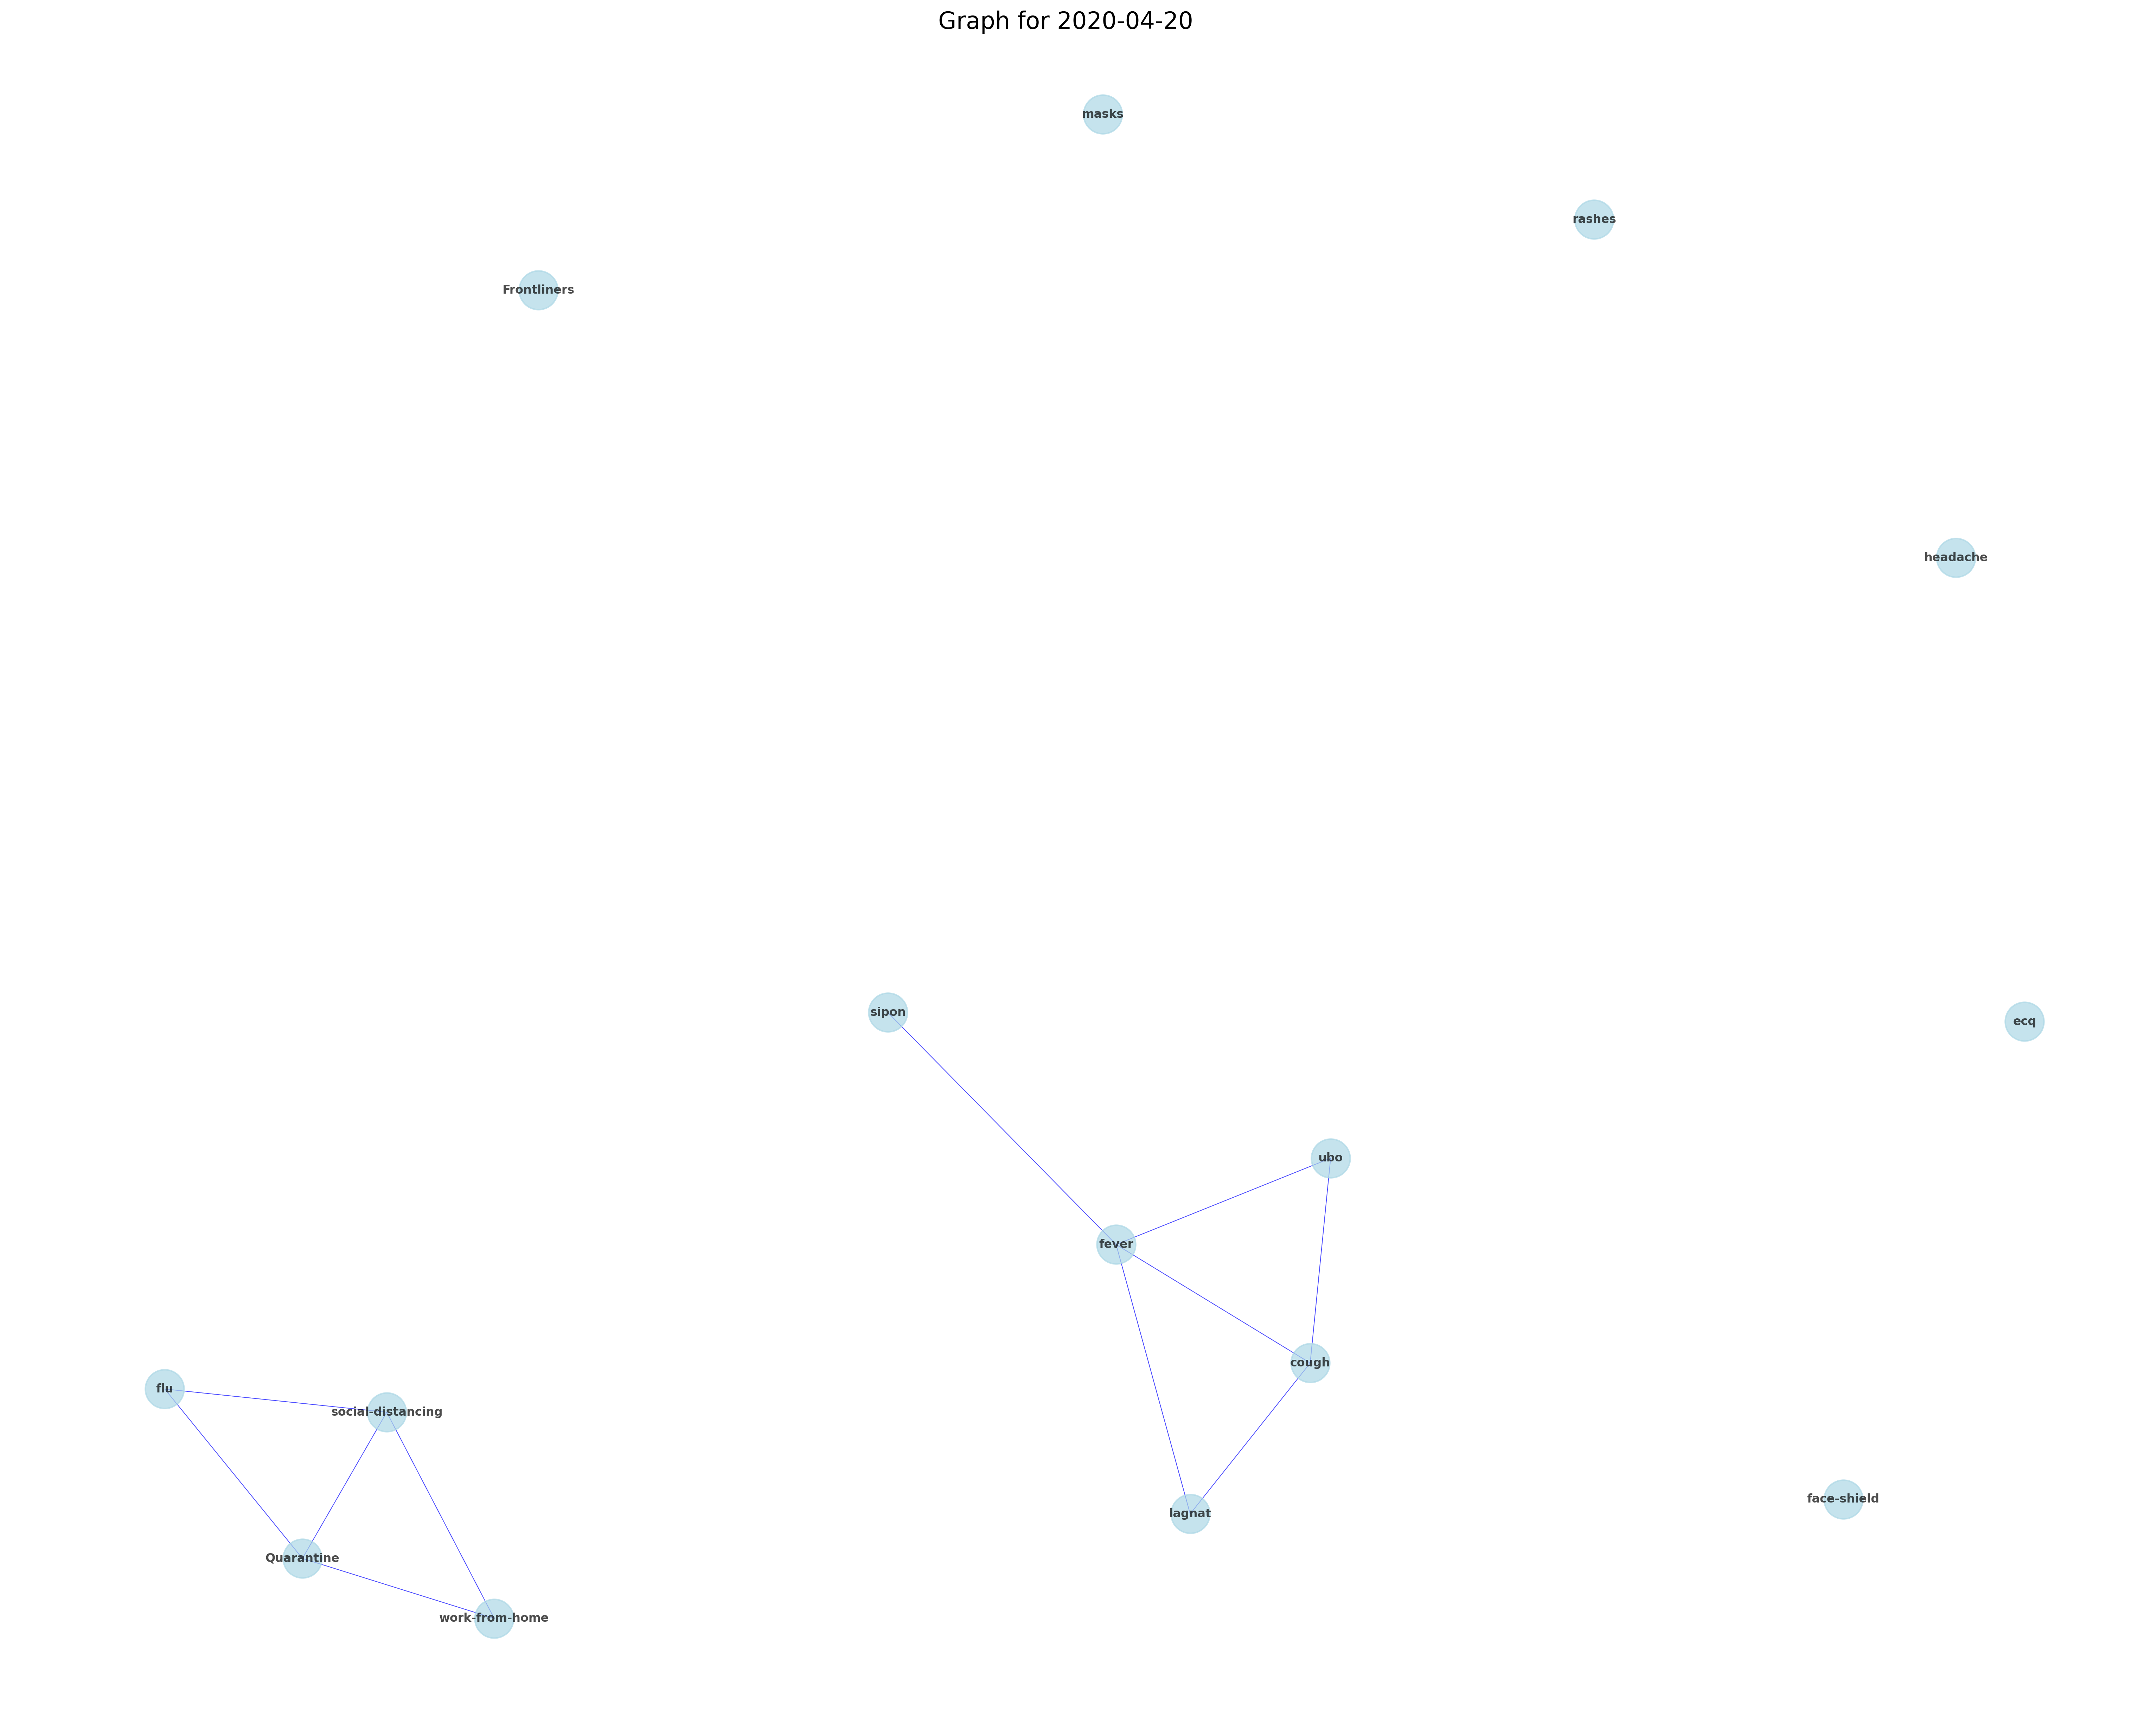 Graph for 2020-04-20
masks
rashes
Frontliners
headache
sipon
ecq
ubo
fever
cough
flu
social-distancing
face-shield
lagnat
Quarantine
work-from-home